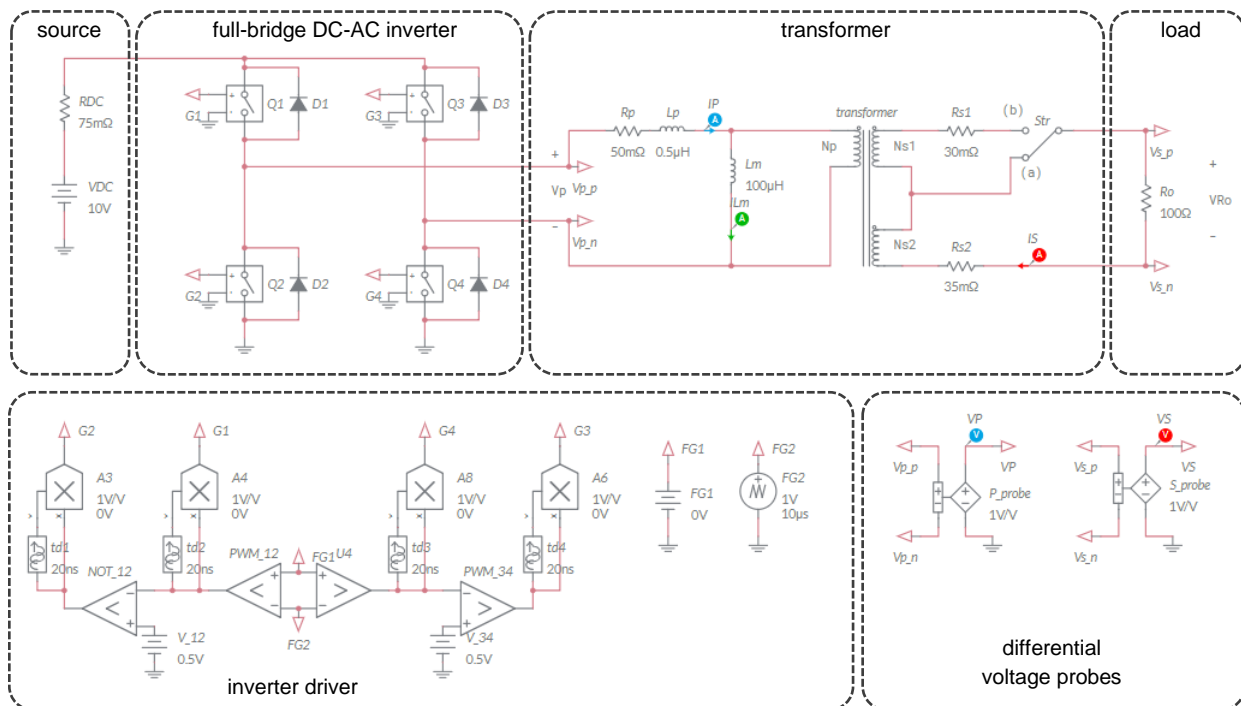 source
full-bridge DC-AC inverter
transformer
load
RDC
75mΩ
VDC
10V
Q1
D1
G1
Q3
D3
G3
Q2
D2
G2
Q4
D4
G4
Rp
50mΩ
Lp
0.5µH
IP
A
+
Vp
−
Vp_p
Vp_n
Lm
100µH
ILm
A
transformer
Np
Ns1
Ns2
Rs1
30mΩ
Rs2
35mΩ
(b)
Str
(a)
IS
A
Vs_p
Ro
100Ω
Vs_n
+
VRo
-
G2
G1
G4
G3
A3
1V/V
0V
A4
1V/V
0V
A8
1V/V
0V
A6
1V/V
0V
Y
X
Y
X
Y
X
Y
X
td1
20ns
td2
20ns
td3
20ns
td4
20ns
NOT_12
PWM_12
FG1
U4
PWM_34
FG2
V_12
0.5V
V_34
0.5V
FG1
FG1
0V
FG2
FG2
1V
10µs
inverter driver
VP
V
Vp_p
VP
P_probe
1V/V
Vp_n
VS
V
Vs_p
VS
S_probe
1V/V
Vs_n
differential
voltage probes